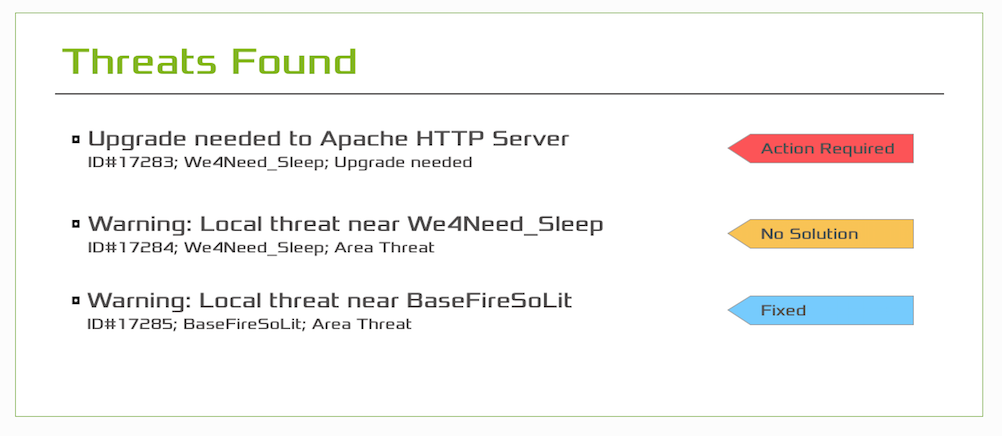 Threats Found
Upgrade needed to Apache HTTP Server
ID#17283; We4Need_Sleep; Upgrade needed
Action Required
Warning: Local threat near We4Need_Sleep
ID#17284; We4Need_Sleep; Area Threat
No Solution
Warning: Local threat near BaseFireSoLit
ID#17285; BaseFireSoLit; Area Threat
Fixed